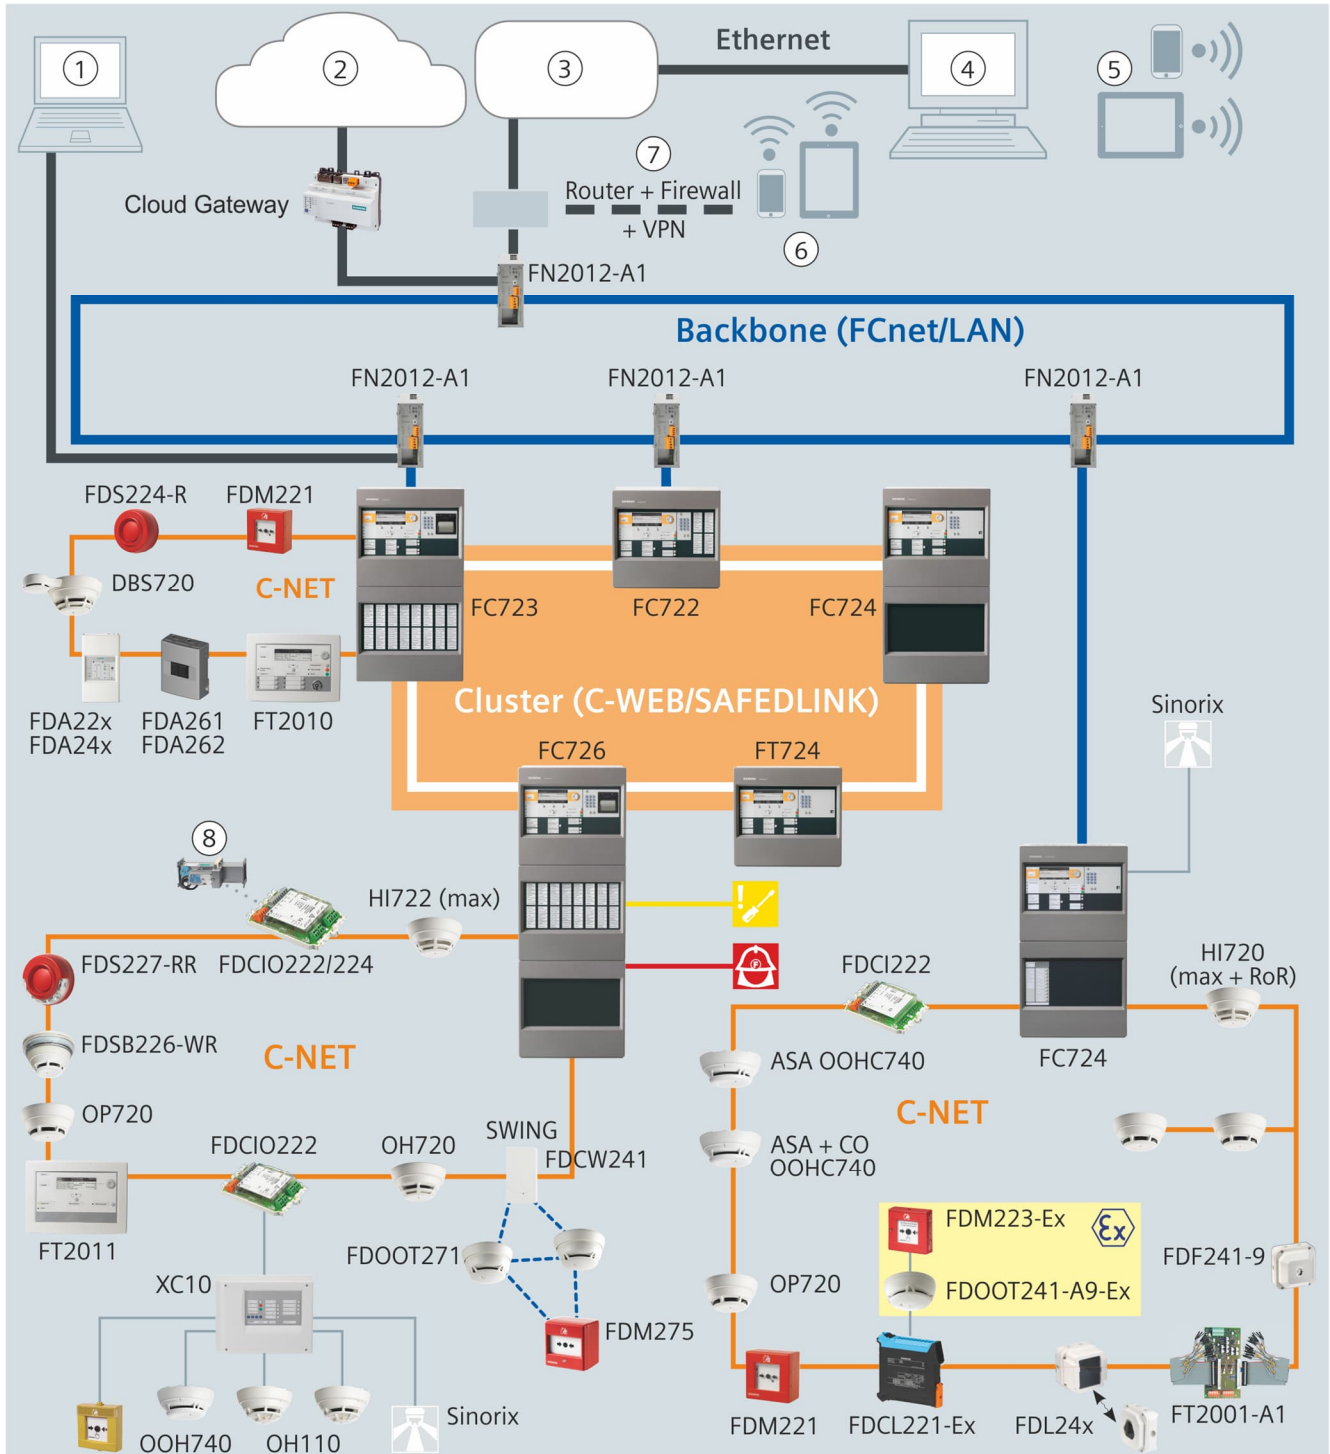 1
2
3
Ethernet
4
5
7
Router + Firewall
+ VPN
6
Cloud Gateway
FN2012-A1
Backbone (FCnet/LAN)
FN2012-A1
FN2012-A1
FN2012-A1
FDS224-R
FDM221
DBS720
C-NET
FC723
FC722
FC724
FDA22x
FDA24x
FDA261
FDA262
FT2010
Cluster (C-WEB/SAFEDLINK)
FC726
FT724
Sinorix
8
HI722 (max)
FDS227-RR
FDCIO222/224
FDSB226-WR
C-NET
OP720
FDCIO222
OH720
SWING
FDCW241
FT2011
FDOOT271
XC10
FDM275
OOH740
OH110
Sinorix
FDCI222
HI720
(max + RoR)
FC724
ASA OOHC740
C-NET
ASA + CO
OOHC740
FDM223-Ex
Ex
FDF241-9
OP720
FDOOT241-A9-Ex
FDM221
FDCL221-Ex
FDL24x
FT2001-A1